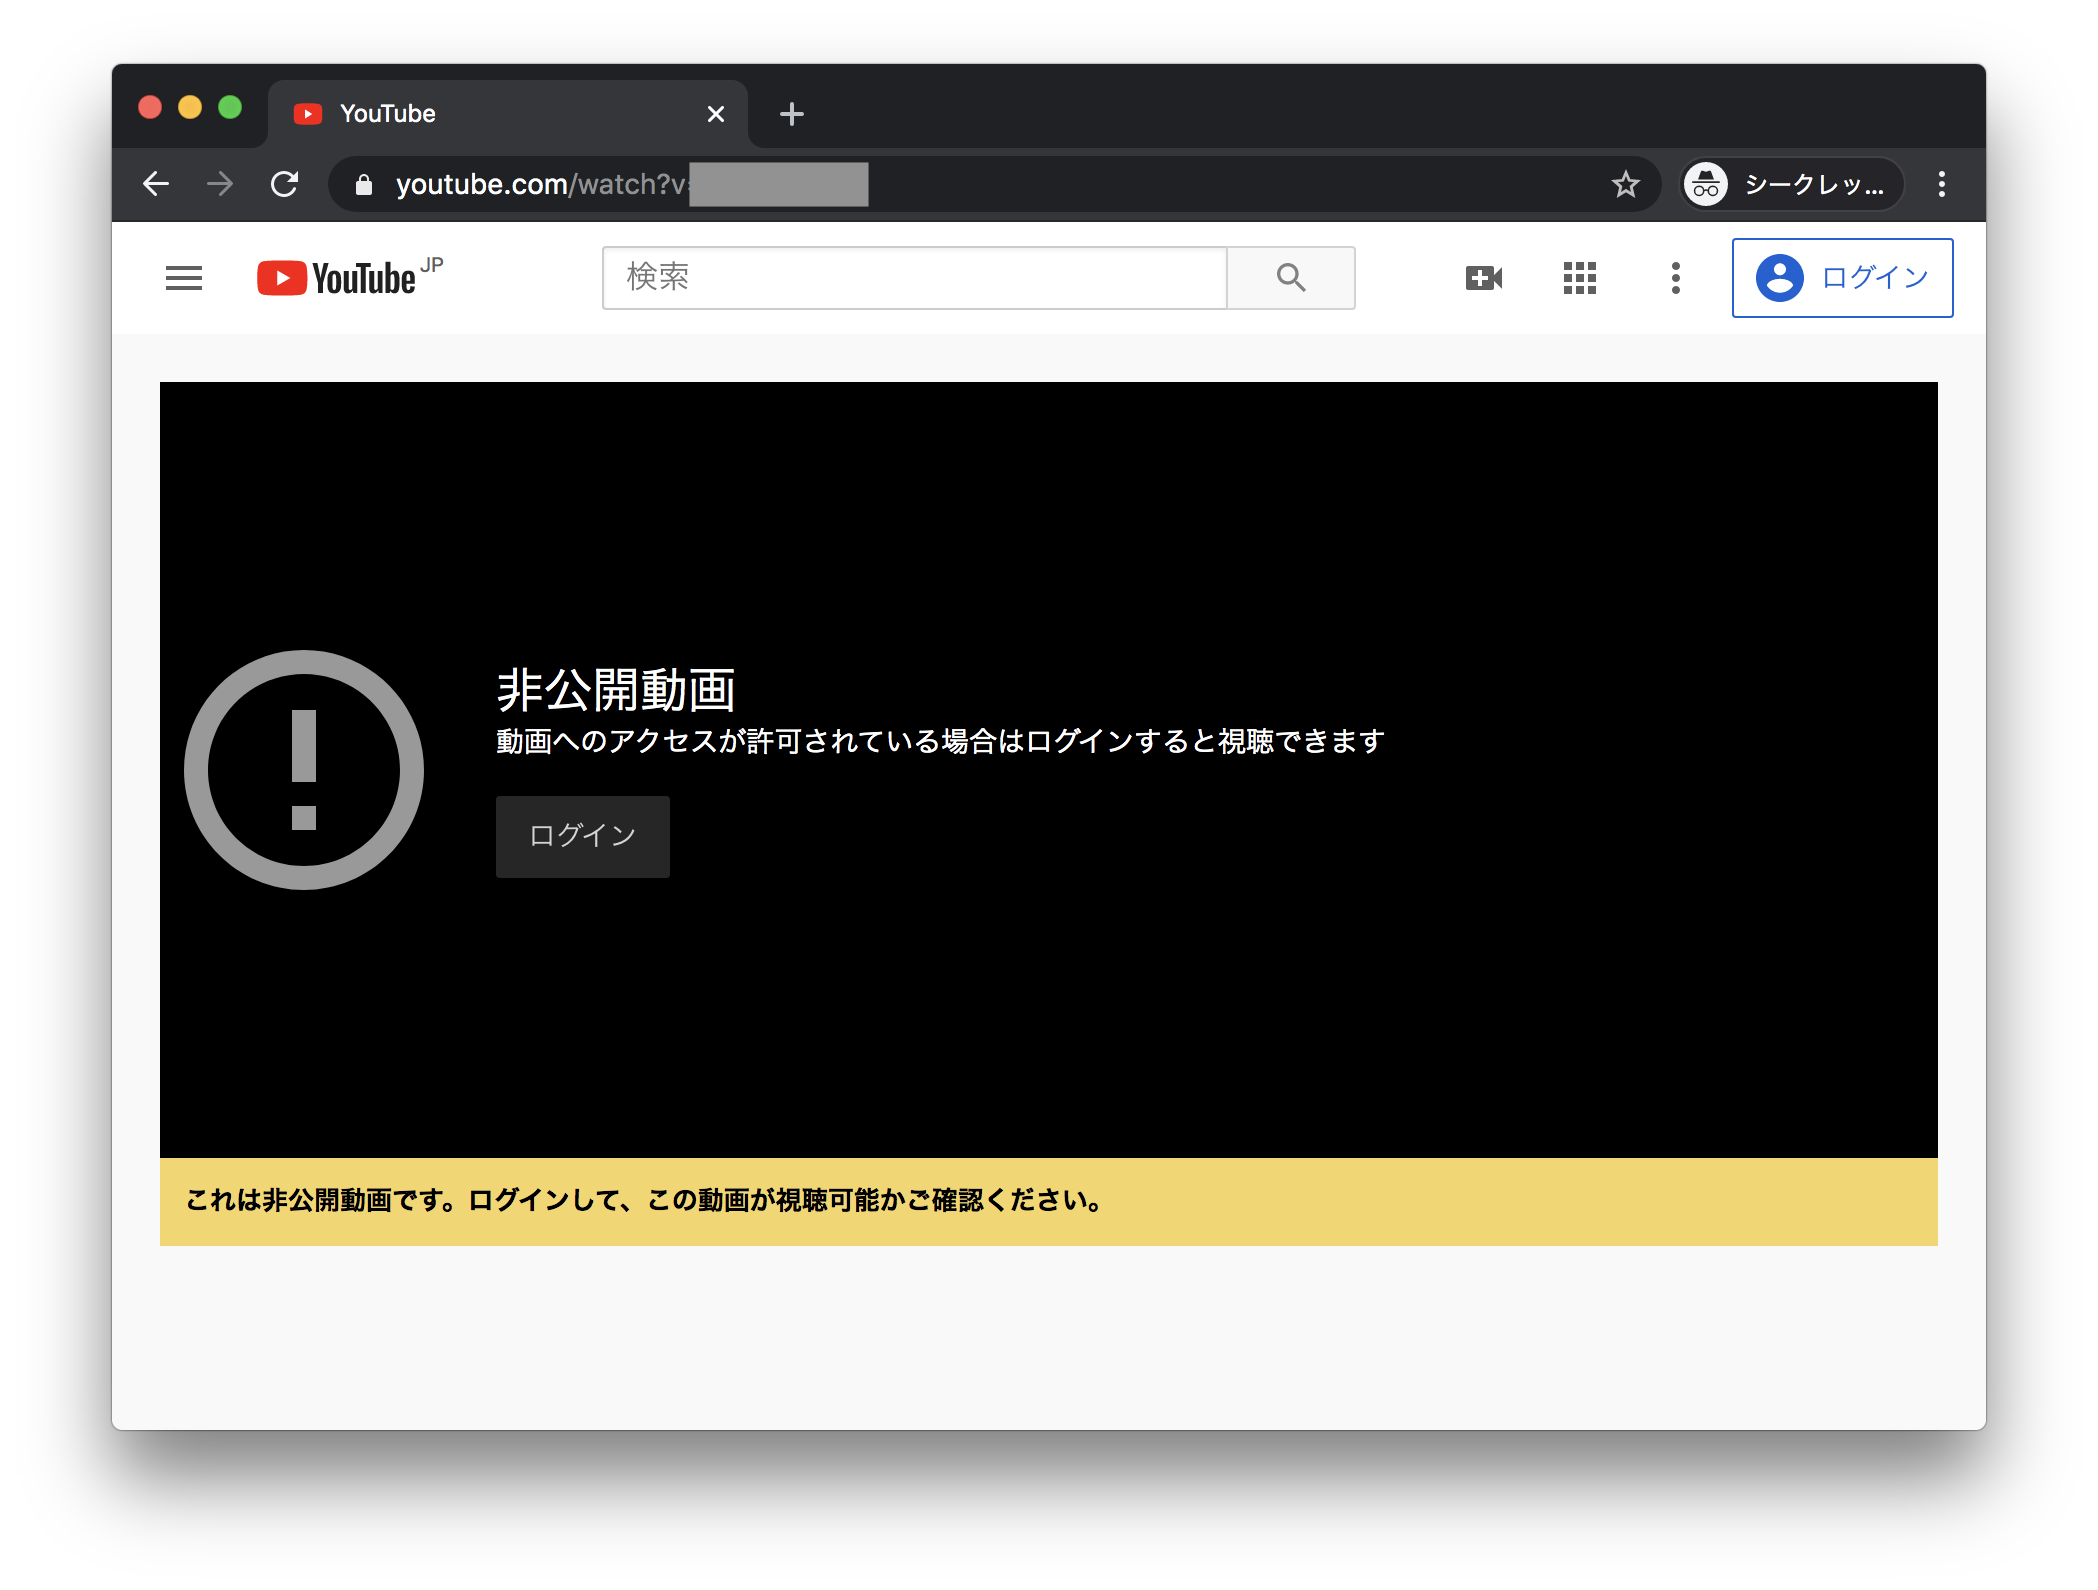 YouTube
youtube.com/watch?v=
シークレッ...
YouTube JP
検索
ログイン
非公開動画
動画へのアクセスが許可されている場合はログインすると視聴できます
ログイン
これは非公開動画です。ログインして、この動画が視聴可能かご確認ください。